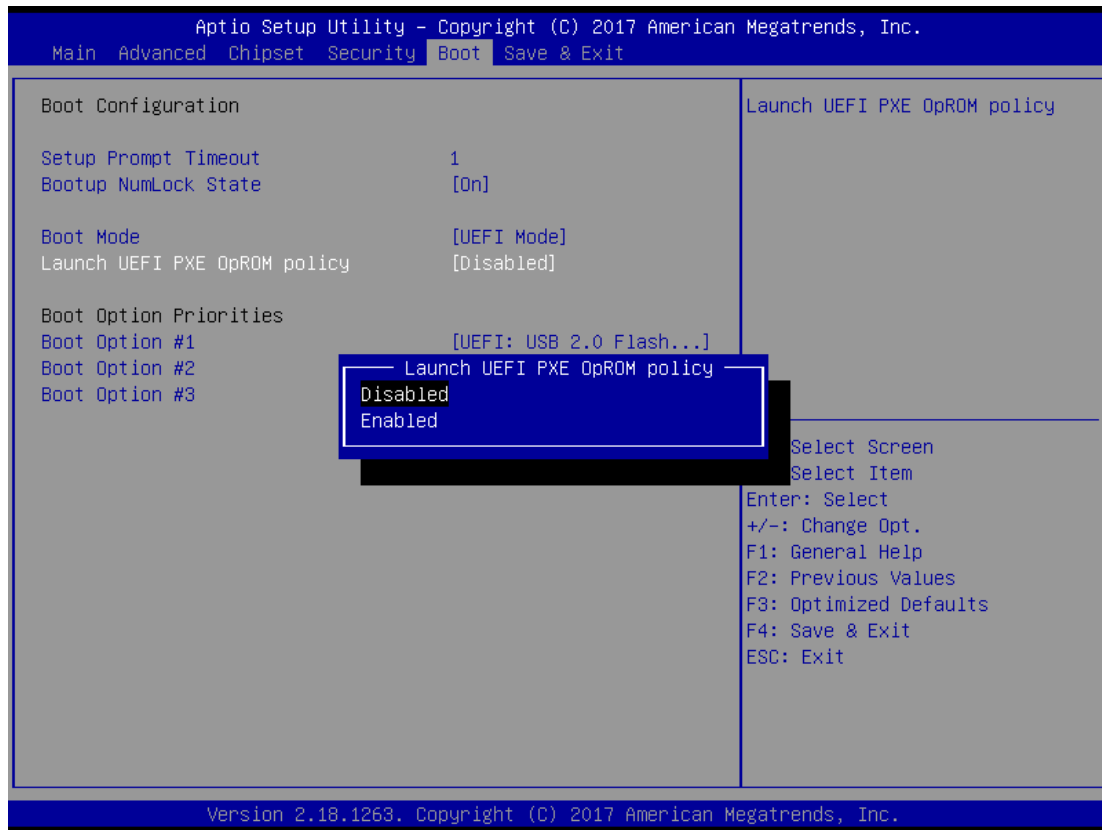 Aptio Setup Utility – Copyright (C) 2017 American Megatrends, Inc.
Main Advanced Chipset Security Boot Save & Exit
Boot Configuration
Setup Prompt Timeout 1
Bootup NumLock State [On]
Boot Mode [UEFI Mode]
Launch UEFI PXE OpROM policy [Disabled]
Boot Option Priorities
Boot Option #1 [UEFI: USB 2.0 Flash...]
Boot Option #2
Boot Option #3
Launch UEFI PXE OpROM policy
Disabled
Enabled
Launch UEFI PXE OpROM policy
Select Screen
Select Item
Enter: Select
+/-: Change Opt.
F1: General Help
F2: Previous Values
F3: Optimized Defaults
F4: Save & Exit
ESC: Exit
Version 2.18.1263. Copyright (C) 2017 American Megatrends, Inc.